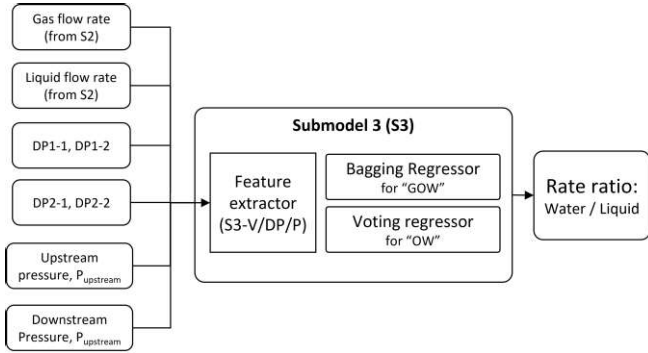 Gas flow rate
(from S2)
Liquid flow rate
(from S2)
DP1-1, DP1-2
DP2-1, DP2-2
Upstream
pressure, Pupstream
Downstream
Pressure, Pupstream
Submodel 3 (S3)
Feature
extractor
(S3-V/DP/P)
Bagging Regressor
for "GOW"
Voting regressor
for "OW"
Rate ratio:
Water / Liquid